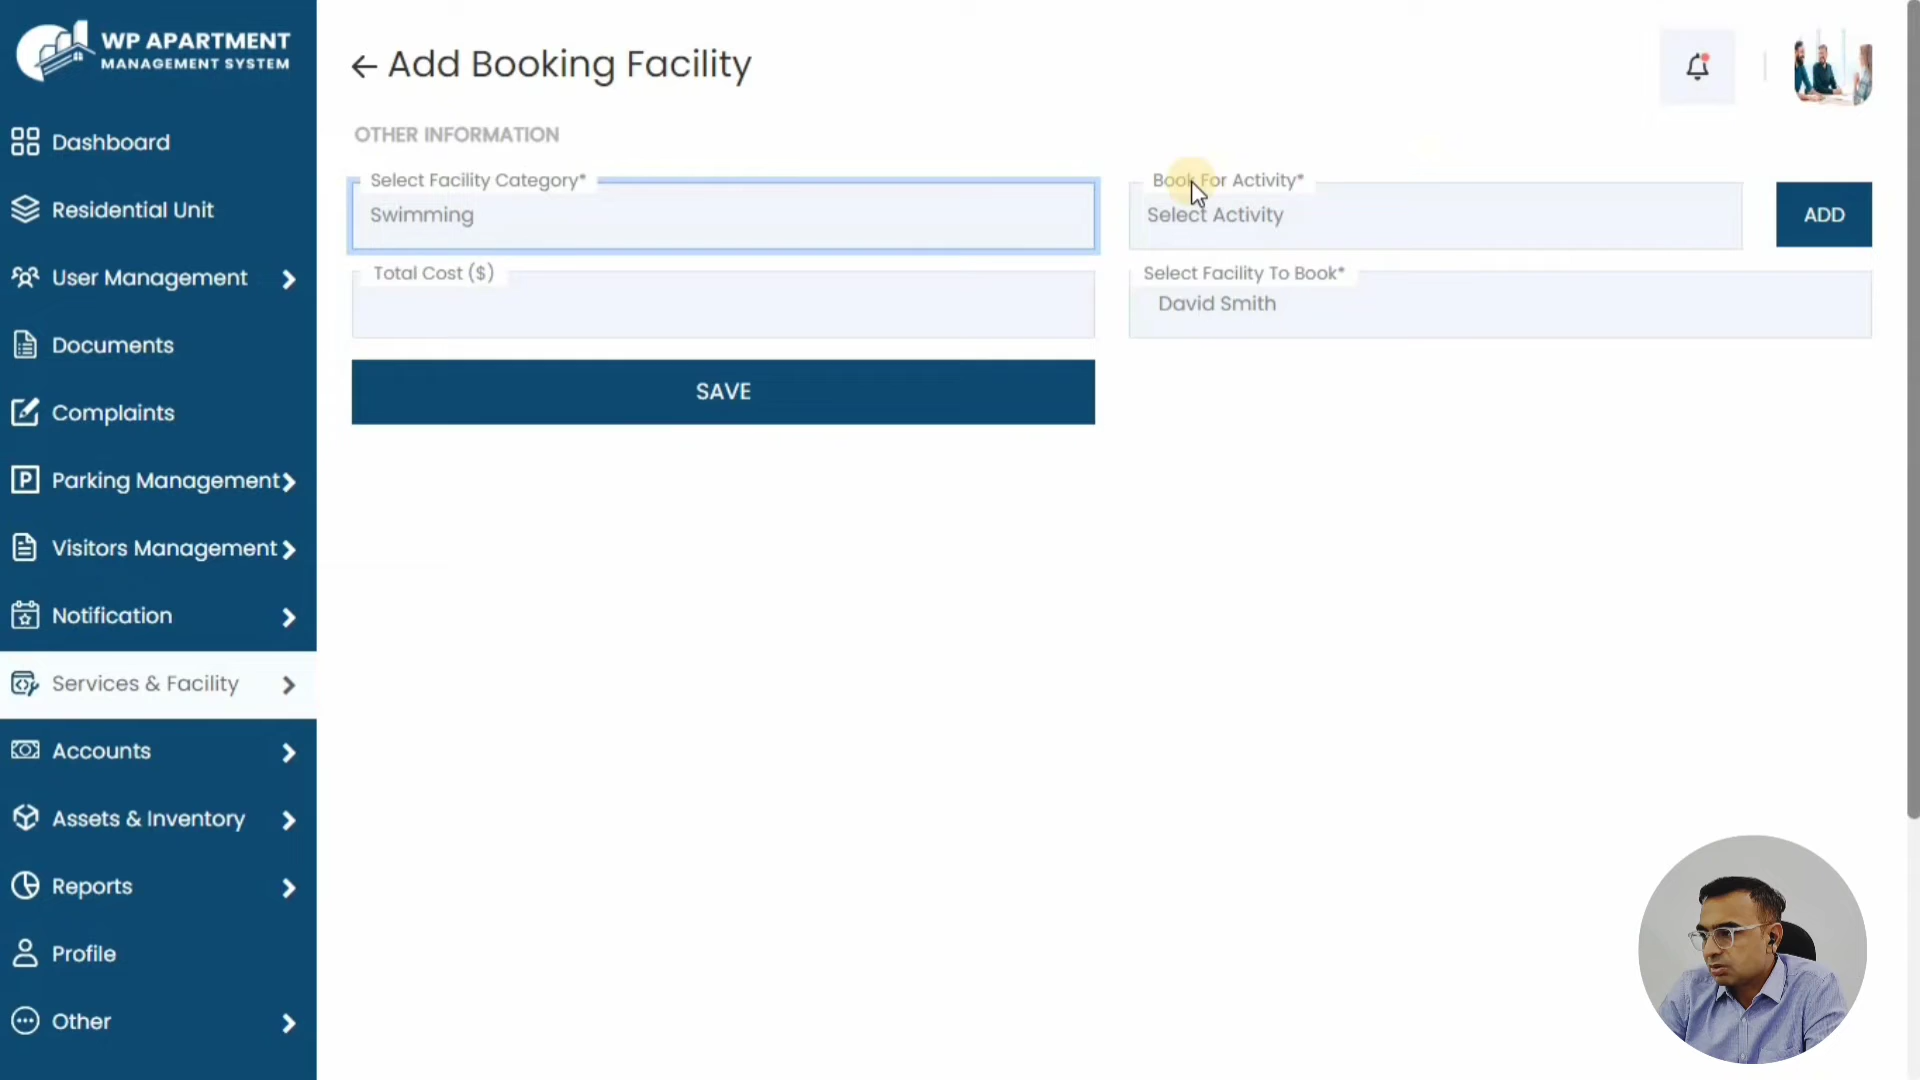 WP APARTMENT
MANAGEMENT SYSTEM
Dashboard
Residential Unit
User Management
Documents
Complaints
Parking Management
Visitors Management
Notification
Services & Facility
Accounts
Assets & Inventory
Reports
Profile
Other
Add Booking Facility
OTHER INFORMATION
Select Facility Category*
Swimming
Book For Activity*
Select Activity
ADD
Total Cost ($)
Select Facility To Book*
David Smith
SAVE